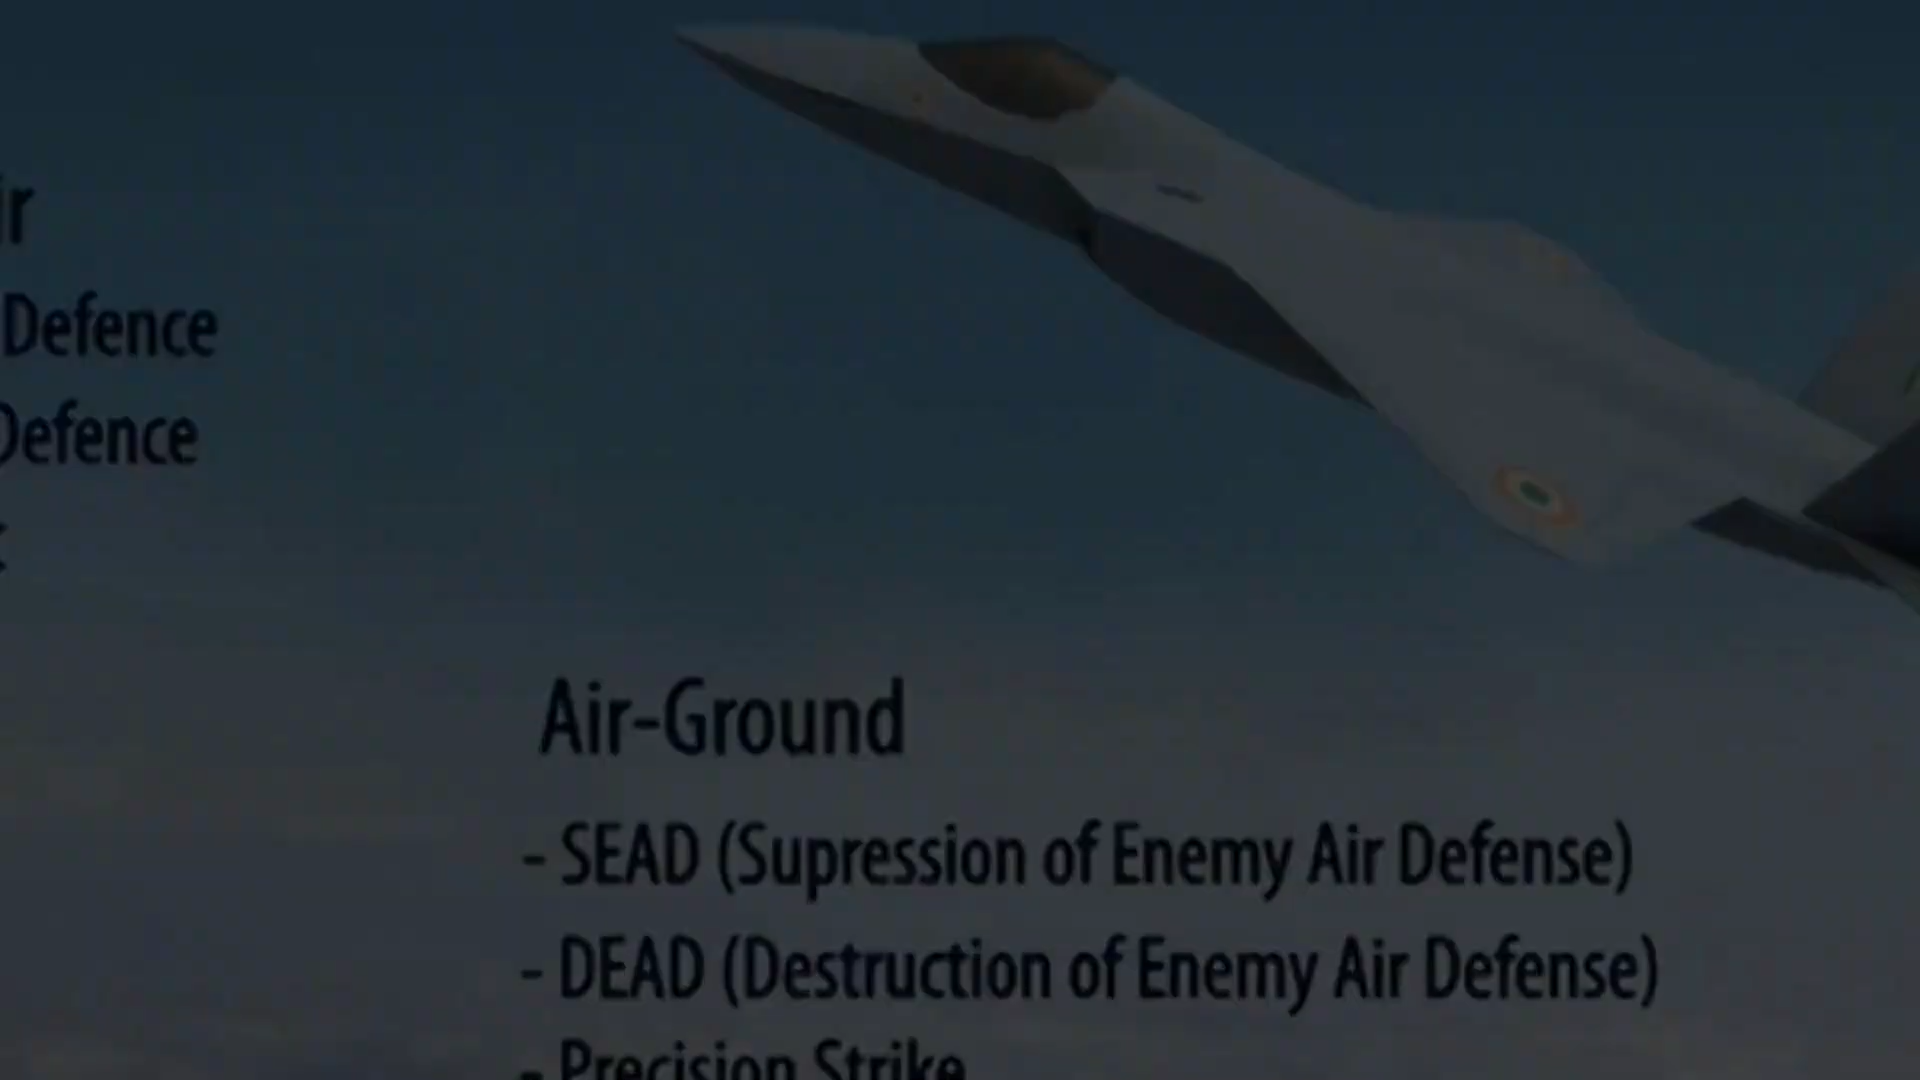 ir
Defence
Defence
Air-Ground
- SEAD (Supression of Enemy Air Defense)
- DEAD (Destruction of Enemy Air Defense)
- Precision Strike